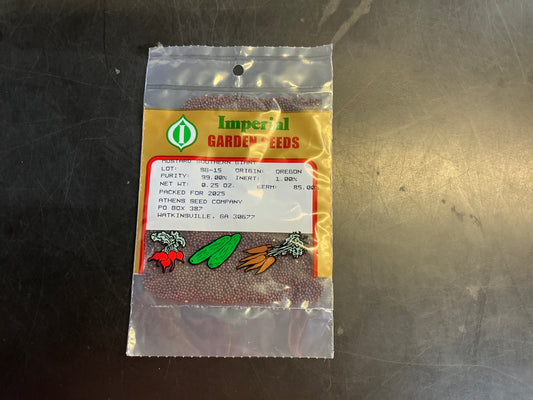 Imperial
GARDEN SEEDS
MUSTARD SOUTHERN GIANT
LOT: 98-15 ORIGIN: OREGON
PURITY: 99.00% INERT: 1.00%
NET WT: 0.25 OZ. GERM: 85.00
PACKED FOR 2025
ATHENS SEED COMPANY
PO BOX 387
WATKINSVILLE, GA 30677